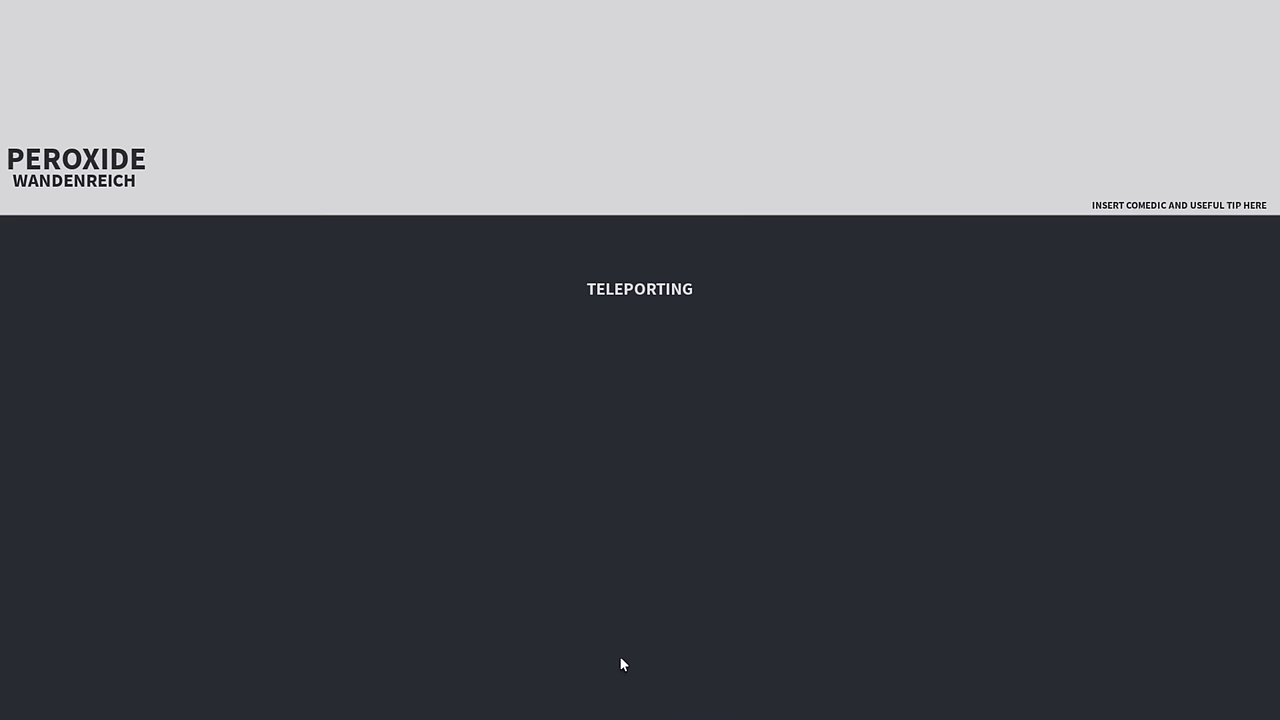 PEROXIDE
WANDENREICH
INSERT COMEDIC AND USEFUL TIP HERE
TELEPORTING